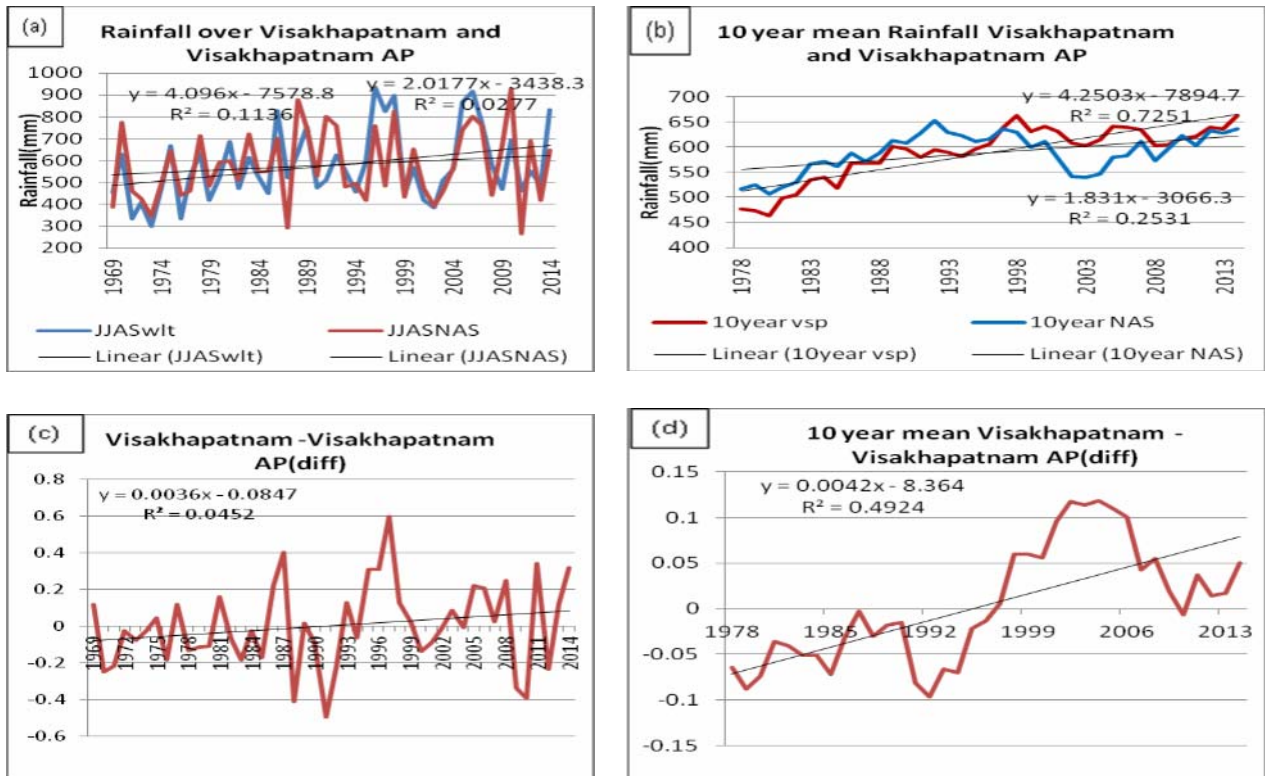 (a)
Rainfall over Visakhapatnam and
Visakhapatnam AP
1000
900
800
700
600
500
400
300
200
Rainfall(mm)
y = 4.096x - 7578.8
R² = 0.1136
y = 2.0177x - 3438.3
R² = 0.0277
1969
1974
1979
1984
1989
1994
1999
2004
2009
2014
JJASwlt
JJASNAS
Linear (JJASwlt)
Linear (JJASNAS)
(b)
10 year mean Rainfall Visakhapatnam
and Visakhapatnam AP
700
650
600
550
500
450
400
Rainfall(mm)
y = 4.2503x - 7894.7
R² = 0.7251
y = 1.831x - 3066.3
R² = 0.2531
1978
1983
1988
1993
1998
2003
2008
2013
10year vsp
10year NAS
Linear (10year vsp)
Linear (10year NAS)
(c)
Visakhapatnam -Visakhapatnam
AP(diff)
0.8
0.6
0.4
0.2
0
-0.2
-0.4
-0.6
y = 0.0036x - 0.0847
R² = 0.0452
1969
1972
1975
1978
1981
1984
1987
1990
1993
1996
1999
2002
2005
2008
2011
2014
(d)
10 year mean Visakhapatnam -
Visakhapatnam AP(diff)
0.15
0.1
0.05
0
-0.05
-0.1
-0.15
y = 0.0042x - 8.364
R² = 0.4924
1978
1985
1992
1999
2006
2013